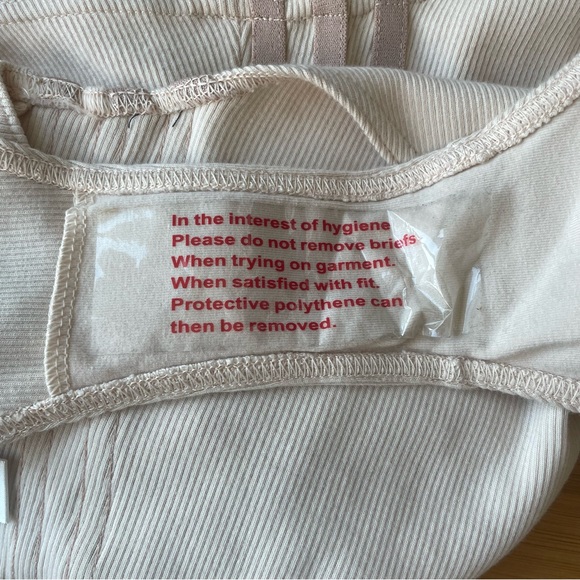 In the interest of hygiene
Please do not remove briefs
When trying on garment.
When satisfied with fit.
Protective polythene can
then be removed.